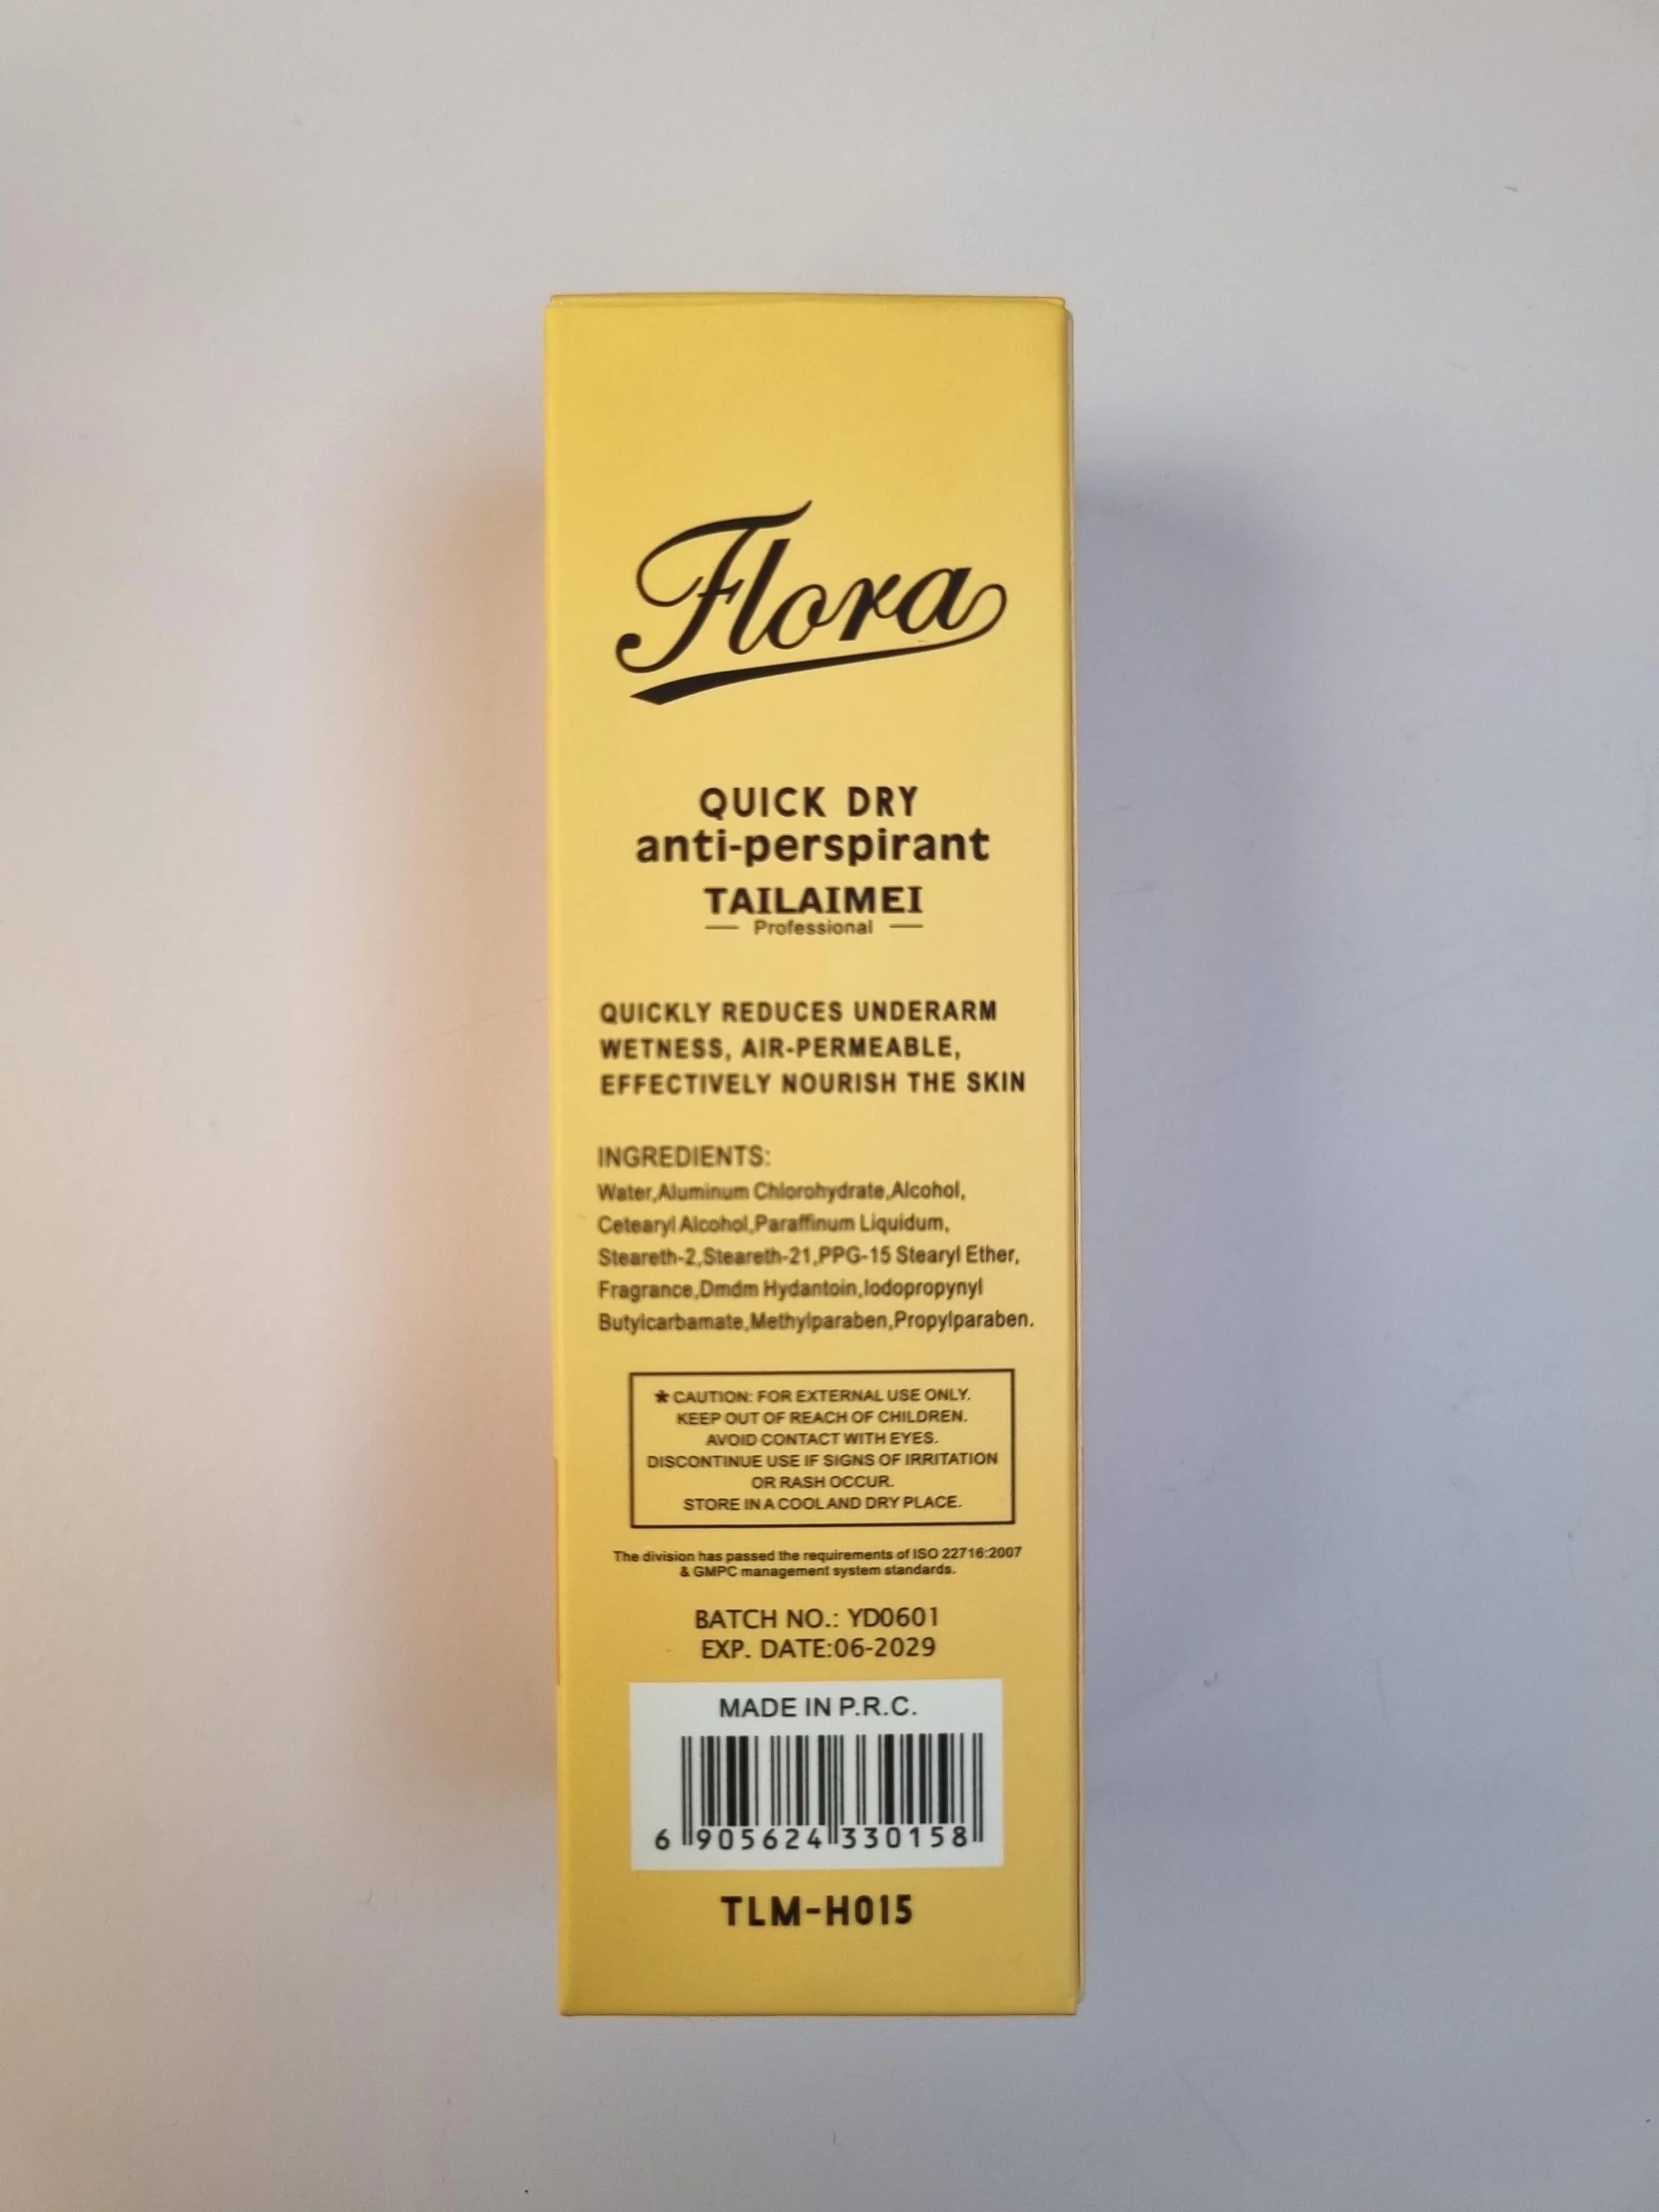 Flora
QUICK DRY
anti-perspirant
TAILAIMEI
Professional
QUICKLY REDUCES UNDERARM
WETNESS, AIR-PERMEABLE,
EFFECTIVELY NOURISH THE SKIN
INGREDIENTS:
Water,Aluminum Chlorohydrate,Alcohol,
Cetearyl Alcohol,Paraffinum Liquidum,
Steareth-2,Steareth-21,PPG-15 Stearyl Ether,
Fragrance,Dmdm Hydantoin,Iodopropynyl
Butylcarbamate,Methylparaben,Propylparaben.
* CAUTION: FOR EXTERNAL USE ONLY.
KEEP OUT OF REACH OF CHILDREN.
AVOID CONTACT WITH EYES.
DISCONTINUE USE IF SIGNS OF IRRITATION
OR RASH OCCUR.
STORE IN A COOL AND DRY PLACE.
The division has passed the requirements of ISO 22716:2007
& GMPC management system standards.
BATCH NO.: YD0601
EXP. DATE:06-2029
MADE IN P.R.C.
6 905624 330158
TLM-H015